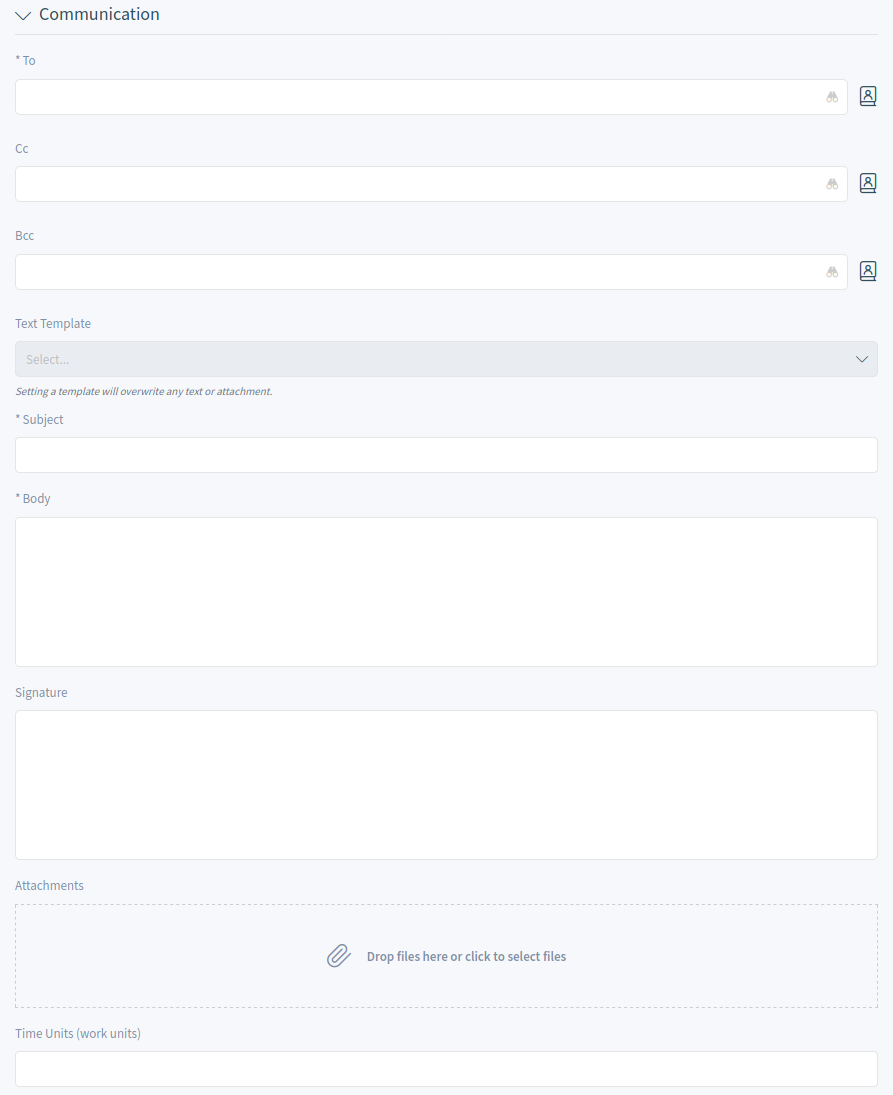 Communication
* To
Cc
Bcc
Text Template
Select...
Setting a template will overwrite any text or attachment.
* Subject
* Body
Signature
Attachments
Drop files here or click to select files
Time Units (work units)